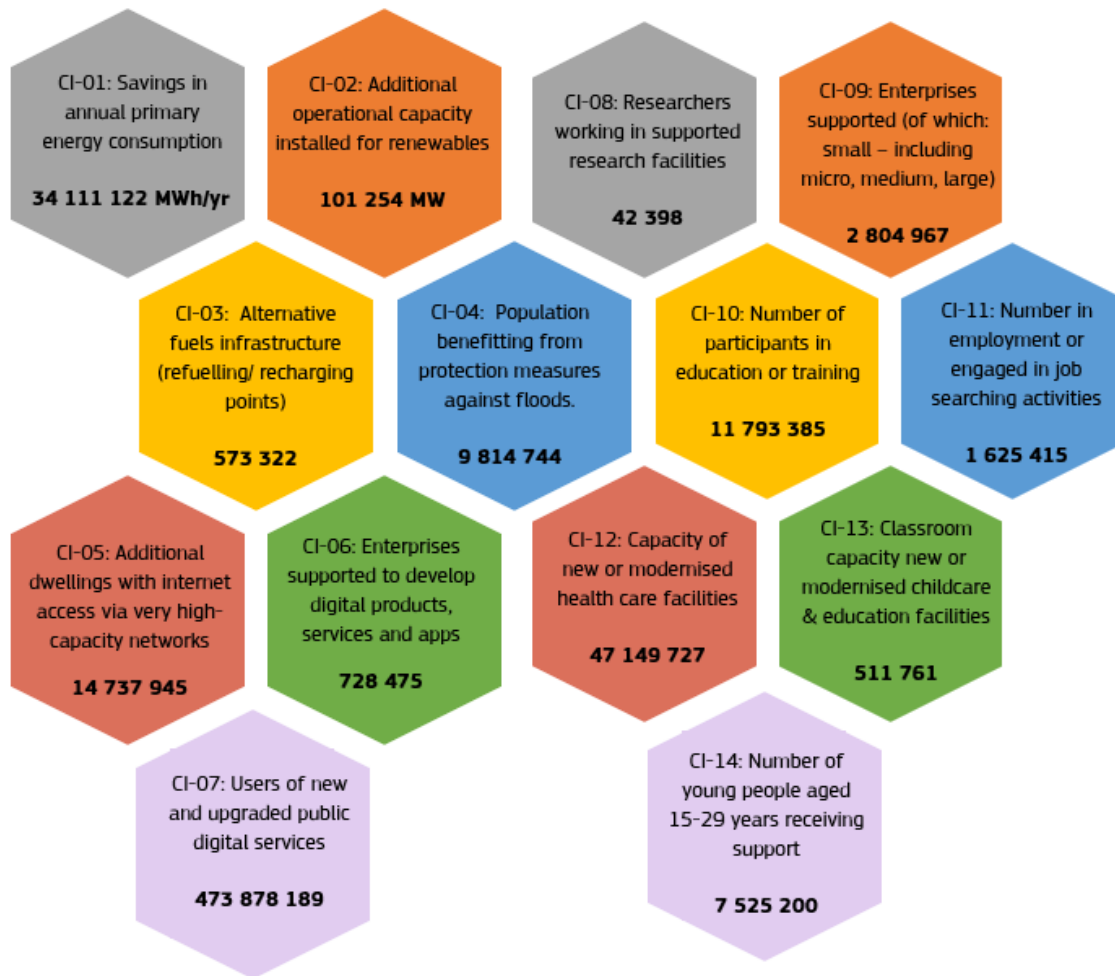 CI-01: Savings in
annual primary
energy consumption
34 111 122 MWh/yr
CI-02: Additional
operational capacity
installed for renewables
101 254 MW
CI-08: Researchers
working in supported
research facilities
42 398
CI-09: Enterprises
supported (of which:
small – including
micro, medium, large)
2 804 967
CI-03: Alternative
fuels infrastructure
(refuelling/ recharging
points)
573 322
CI-04: Population
benefitting from
protection measures
against floods.
9 814 744
CI-10: Number of
participants in
education or training
11 793 385
CI-11: Number in
employment or
engaged in job
searching activities
1 625 415
CI-05: Additional
dwellings with internet
access via very high-
capacity networks
14 737 945
CI-06: Enterprises
supported to develop
digital products,
services and apps
728 475
CI-12: Capacity of
new or modernised
health care facilities
47 149 727
CI-13: Classroom
capacity new or
modernised childcare
& education facilities
511 761
CI-07: Users of new
and upgraded public
digital services
473 878 189
CI-14: Number of
young people aged
15-29 years receiving
support
7 525 200